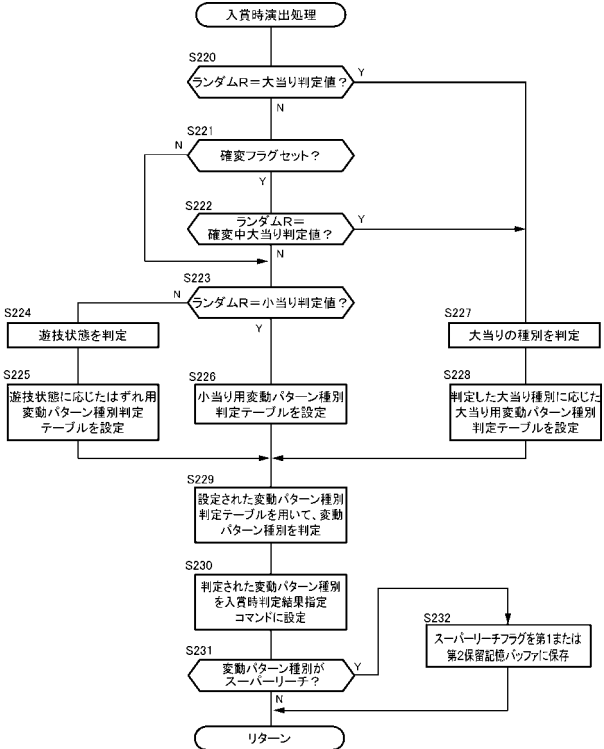 入賞時演出処理
S220
ランダムR＝大当り判定値？
Y
N
S221
確変フラグセット？
N
Y
S222
ランダムR＝
確変中大当り判定値？
Y
N
S223
ランダムR＝小当り判定値？
N
Y
S224
遊技状態を判定
S227
大当りの種別を判定
S225
遊技状態に応じたはずれ用
変動パターン種別判定
テーブルを設定
S226
小当り用変動パターン種別
判定テーブルを設定
S228
判定した大当り種別に応じた
大当り用変動パターン種別
判定テーブルを設定
S229
設定された変動パターン種別
判定テーブルを用いて、変動
パターン種別を判定
S230
判定された変動パターン種別
を入賞時判定結果指定
コマンドに設定
S231
変動パターン種別が
スーパーリーチ？
Y
N
S232
スーパーリーチフラグを第1または
第2保留記憶バッファに保存
リターン